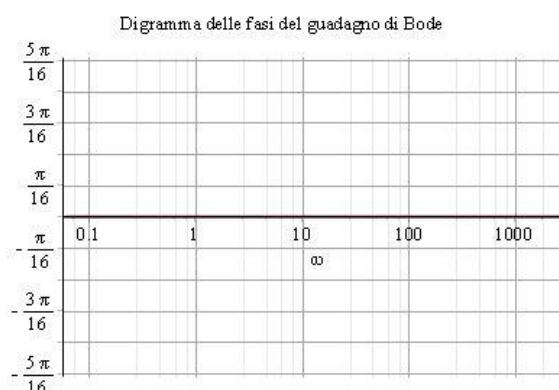 Digramma delle fasi del guadagno di Bode
5 π
16
3 π
16
π
16
0.1 1 10 100 1000
- π
16
ω
- 3 π
16
- 5 π
16